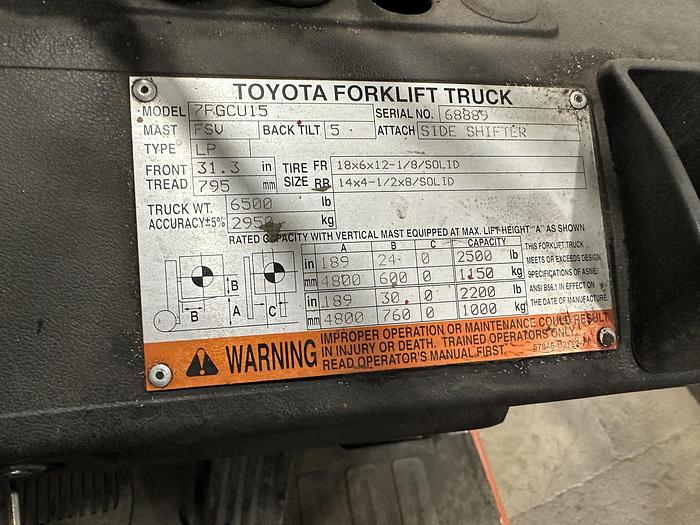 TOYOTA FORKLIFT TRUCK
MODEL 7FGCU15 SERIAL NO. 68889
MAST FSV BACK TILT 5 ATTACH SIDE SHIFTER
TYPE LP
FRONT TREAD 31.3 in 795 mm
TIRE SIZE FR 18x6x12-1/8/SOLID
RR 14x4-1/2x8/SOLID
TRUCK WT. 6500 lb
ACCURACY±5% 2950 kg
RATED CAPACITY WITH VERTICAL MAST EQUIPPED AT MAX. LIFT HEIGHT "A" AS SHOWN
A B C CAPACITY
in 189 24 0 2500 lb
mm 4800 600 0 1150 kg
in 189 30 0 2200 lb
mm 4800 760 0 1000 kg
THIS FORKLIFT TRUCK
MEETS OR EXCEEDS DESIGN
SPECIFICATIONS OF ASME/
ANSI B56.1 IN EFFECT ON
THE DATE OF MANUFACTURE.
B B A C
WARNING
IMPROPER OPERATION OR MAINTENANCE COULD RESULT
IN INJURY OR DEATH. TRAINED OPERATORS ONLY.
READ OPERATOR'S MANUAL FIRST.